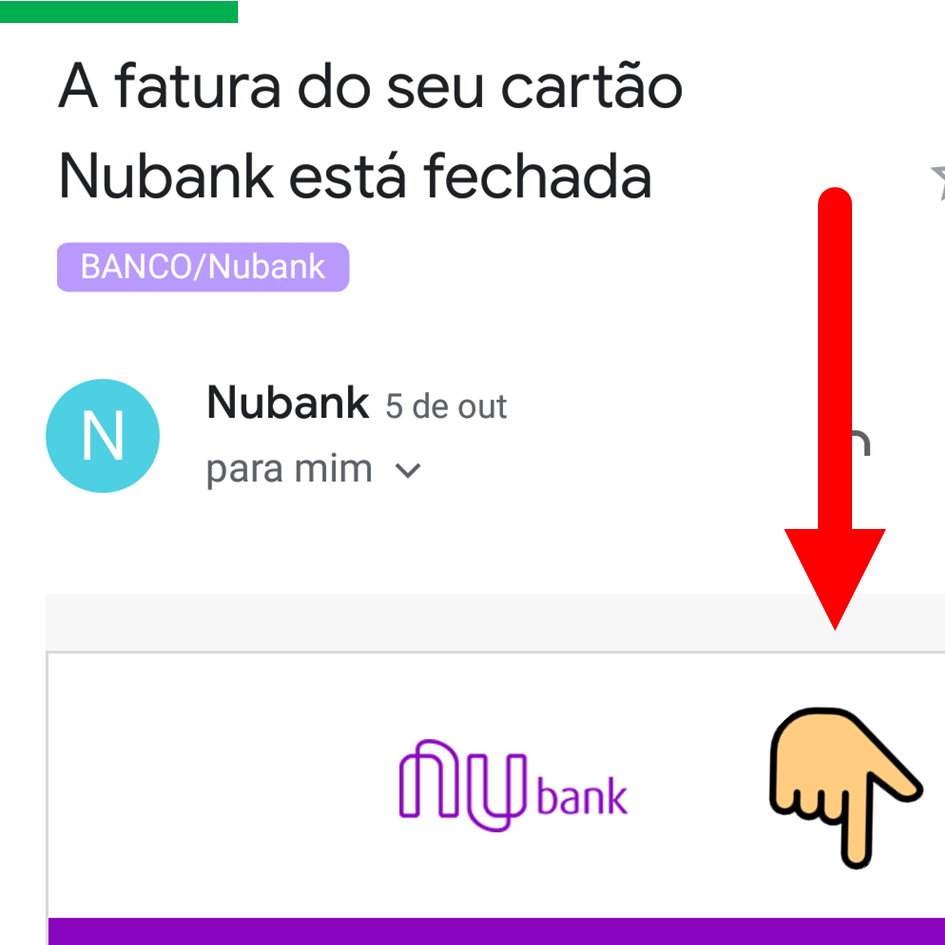 A fatura do seu cartão
Nubank está fechada
BANCO/Nubank
N
Nubank 5 de out
para mim
nu bank